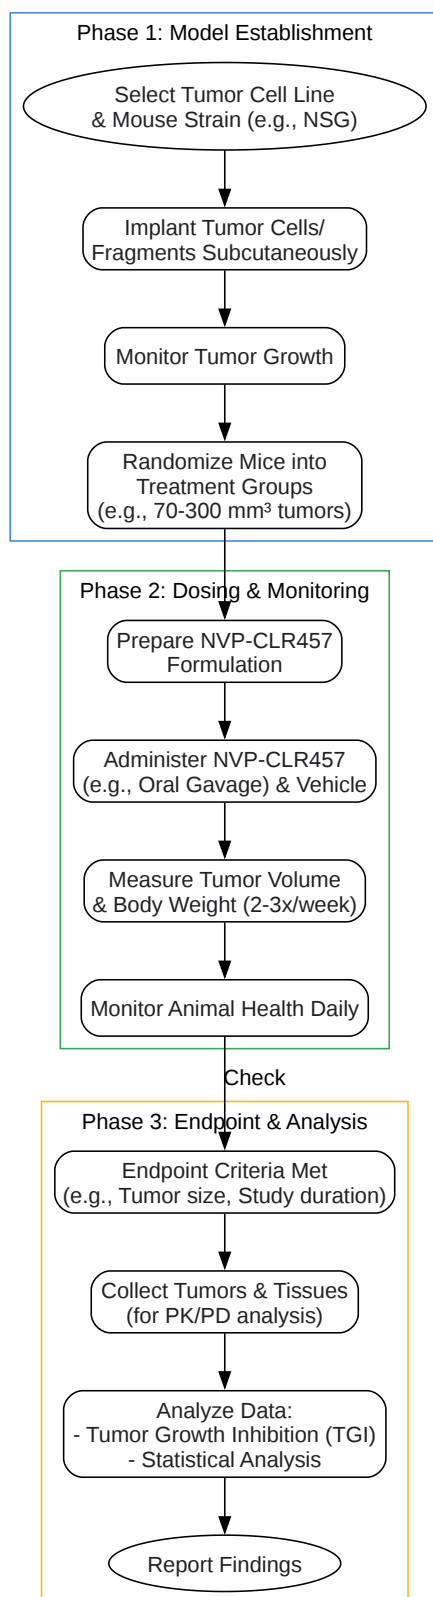 Phase 1: Model Establishment
Select Tumor Cell Line
& Mouse Strain (e.g., NSG)
Implant Tumor Cells/
Fragments Subcutaneously
Monitor Tumor Growth
Randomize Mice into
Treatment Groups
(e.g., 70-300 mm³ tumors)
Phase 2: Dosing & Monitoring
Prepare NVP-CLR457
Formulation
Administer NVP-CLR457
(e.g., Oral Gavage) & Vehicle
Measure Tumor Volume
& Body Weight (2-3x/week)
Monitor Animal Health Daily
Check
Phase 3: Endpoint & Analysis
Endpoint Criteria Met
(e.g., Tumor size, Study duration)
Collect Tumors & Tissues
(for PK/PD analysis)
Analyze Data:
- Tumor Growth Inhibition (TGI)
- Statistical Analysis
Report Findings